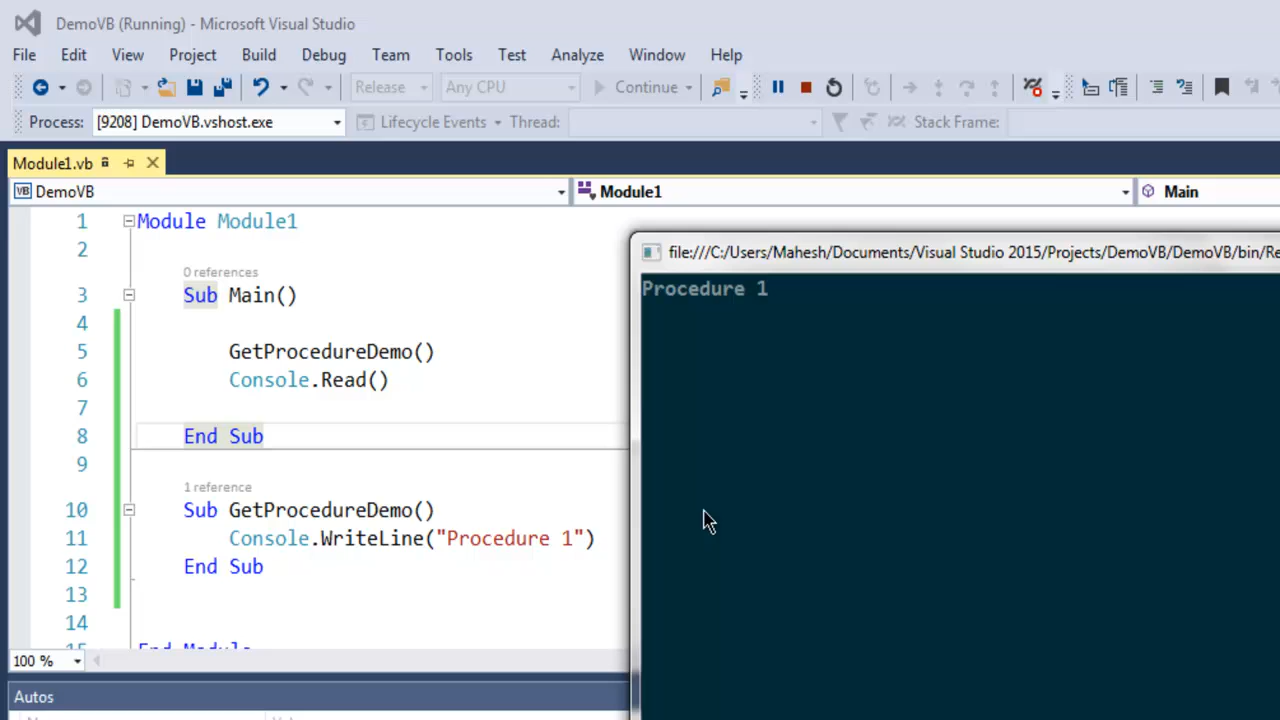 DemoVB (Running) - Microsoft Visual Studio
File Edit View Project Build Debug Team Tools Test Analyze Window Help
Release Any CPU Continue
Process: [9208] DemoVB.vshost.exe Lifecycle Events Thread: Stack Frame:
Module1.vb
VB DemoVB Module1 Main
1 Module Module1
2
0 references
3 Sub Main()
4
5 GetProcedureDemo()
6 Console.Read()
7
8 End Sub
9
1 reference
10 Sub GetProcedureDemo()
11 Console.WriteLine("Procedure 1")
12 End Sub
13
14
15 End Module
100 %
Autos
file:///C:/Users/Mahesh/Documents/Visual Studio 2015/Projects/DemoVB/DemoVB/bin/Re
Procedure 1